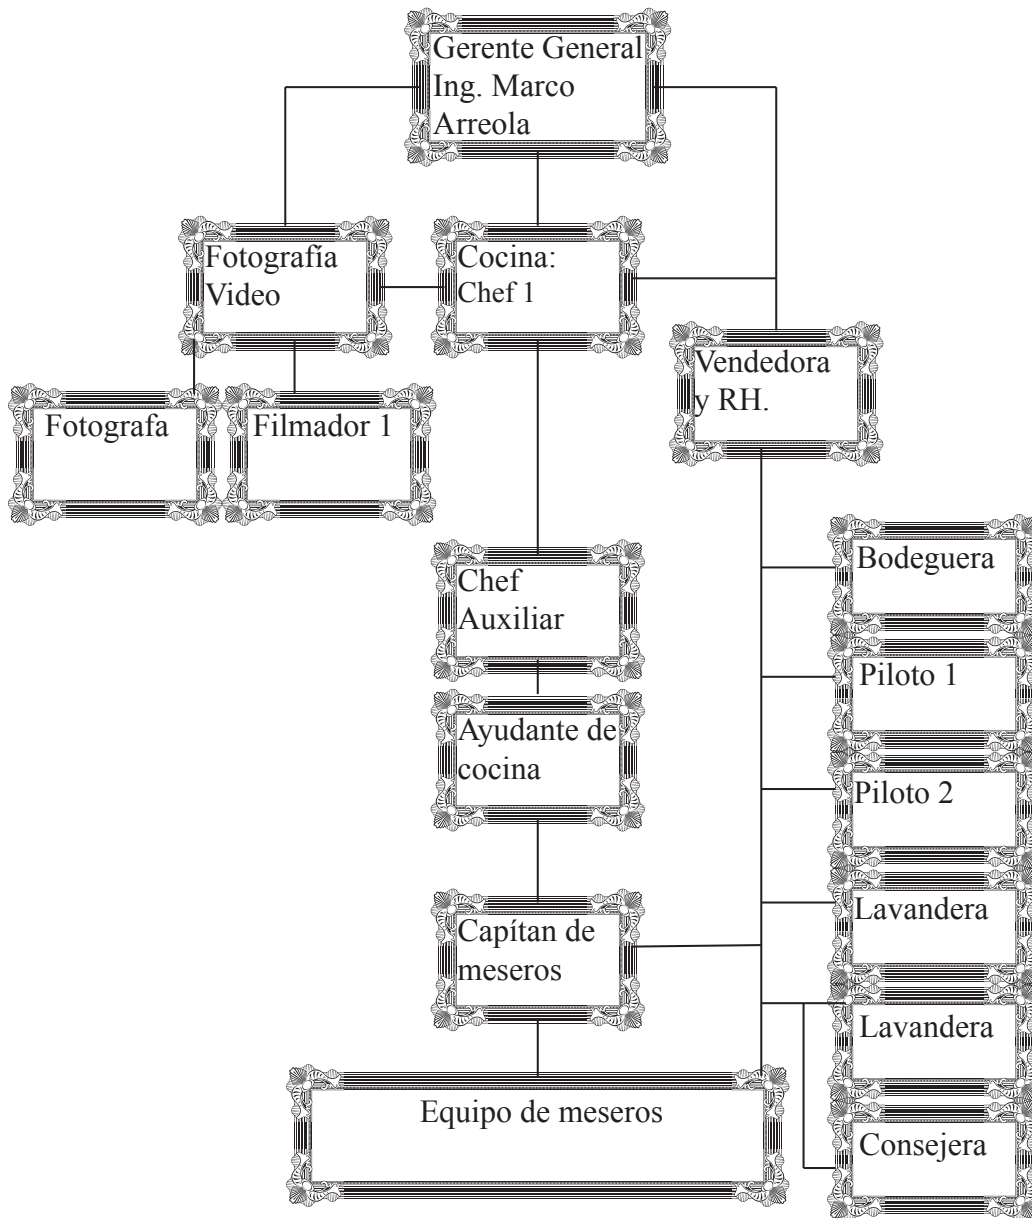 Gerente General
Ing. Marco
Arreola
Fotografía
Video
Cocina:
Chef 1
Vendedora
y RH.
Fotografa
Filmador 1
Bodeguera
Chef
Auxiliar
Piloto 1
Ayudante de
cocina
Piloto 2
Lavandera
Capítan de
meseros
Lavandera
Equipo de meseros
Consejera